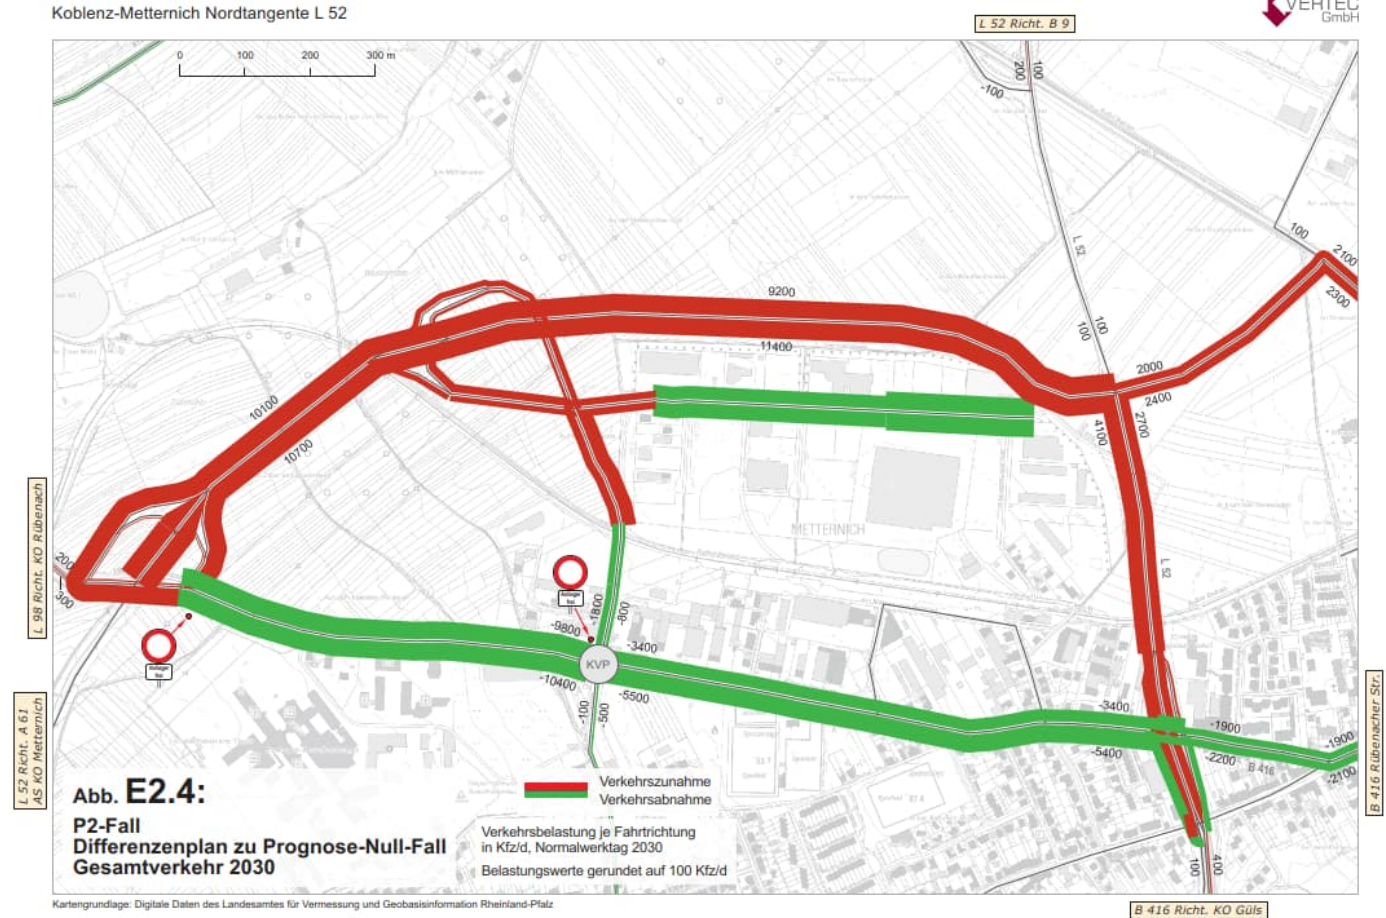 Koblenz-Metternich Nordtangente L 52
VERTEC
GmbH
L 52 Richt. B 9
0 100 200 300 m
200
100
-100
L 52
100
2100
2300
9200
11400
100
100
2000
2400
2700
4100
10100
10700
METTERNICH
L 98 Richt. KO Rübenach
200
-300
L 52
Anlieger
frei
-1800
-800
-9800
-3400
KVP
-10400
-5500
-100
-500
Anlieger
frei
-3400
-5400
-1900
-2200
B 416
-1900
-2100
L 52 Richt. A 61
AS KO Metternich
B 416 Rübenacher Str.
Abb. E2.4:
P2-Fall
Differenzenplan zu Prognose-Null-Fall
Gesamtverkehr 2030
Verkehrszunahme
Verkehrsabnahme
Verkehrsbelastung je Fahrtrichtung
in Kfz/d, Normalwerktag 2030
Belastungswerte gerundet auf 100 Kfz/d
100
400
Kartengrundlage: Digitale Daten des Landesamtes für Vermessung und Geobasisinformation Rheinland-Pfalz
B 416 Richt. KO Güls